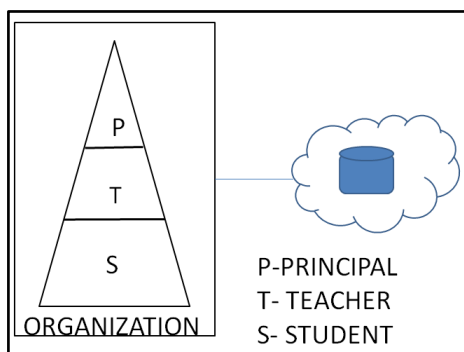 P
T
S
ORGANIZATION
P-PRINCIPAL
T- TEACHER
S- STUDENT